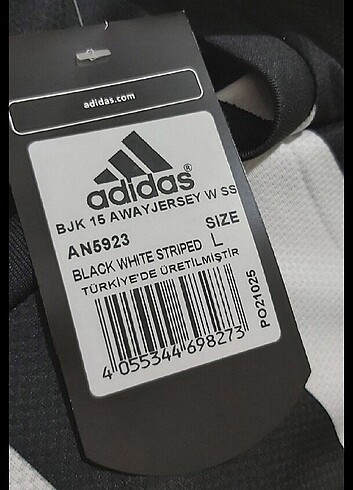 adidas.com
adidas®
BJK 15 AWAYJERSEY W SS
AN5923
SIZE
BLACK WHITE STRIPED L
TÜRKİYE'DE ÜRETİLMİŞTİR
4 055344 698273
PO21025